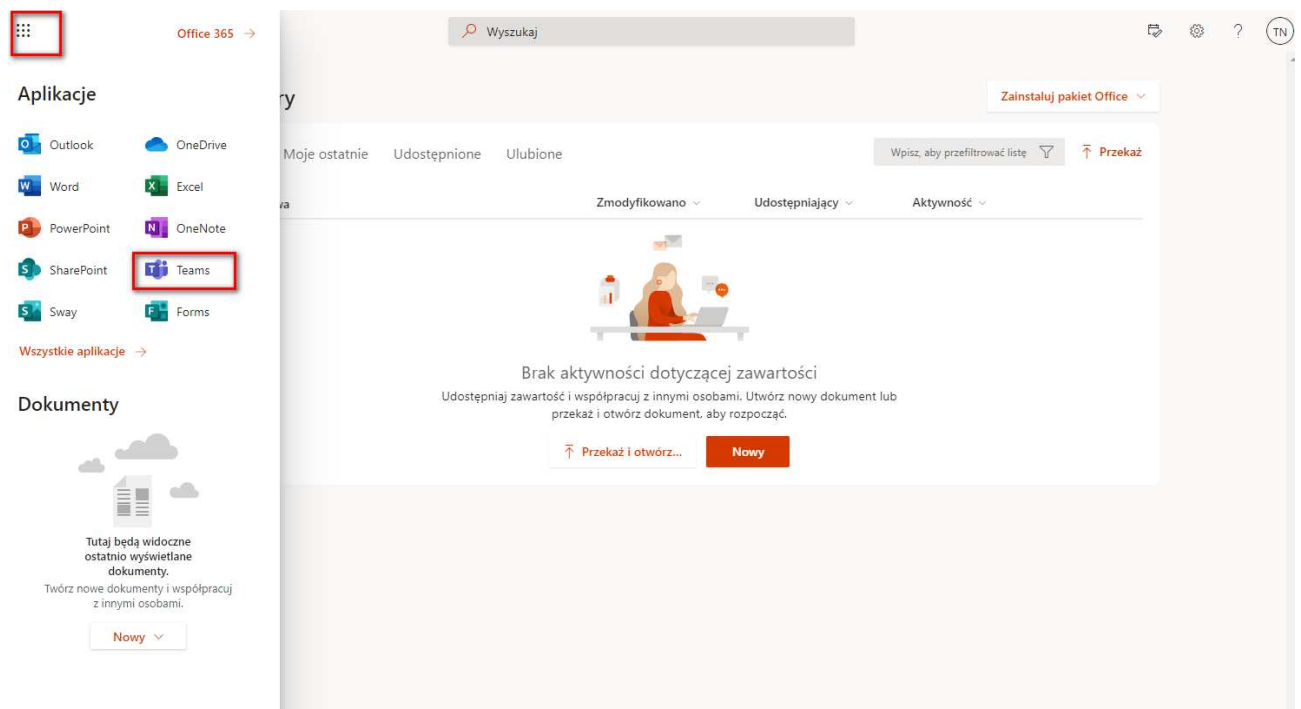 Office 365 →
Wyszukaj
TN
Aplikacje
ry
Zainstaluj pakiet Office
Outlook
OneDrive
Word
Excel
PowerPoint
OneNote
SharePoint
Teams
Sway
Forms
Wszystkie aplikacje →
Moje ostatnie Udostępnione Ulubione
Wpisz, aby przefiltrować listę
Przekaż
wa
Zmodyfikowano
Udostępniający
Aktywność
Brak aktywności dotyczącej zawartości
Udostępniaj zawartość i współpracuj z innymi osobami. Utwórz nowy dokument lub
przekaż i otwórz dokument, aby rozpocząć.
Przekaż i otwórz...
Nowy
Dokumenty
Tutaj będą widoczne
ostatnio wyświetlane
dokumenty.
Twórz nowe dokumenty i współpracuj
z innymi osobami.
Nowy